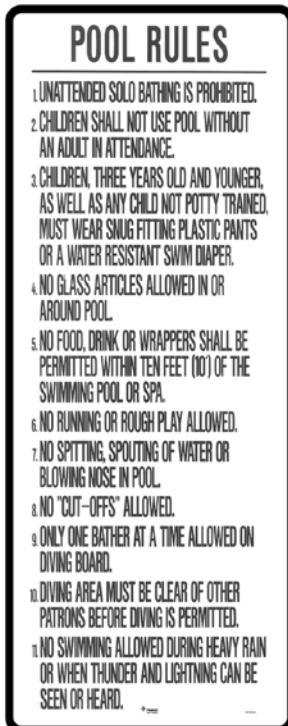 POOL RULES
1. UNATTENDED SOLO BATHING IS PROHIBITED.
2. CHILDREN SHALL NOT USE POOL WITHOUT
AN ADULT IN ATTENDANCE.
3. CHILDREN, THREE YEARS OLD AND YOUNGER,
AS WELL AS ANY CHILD NOT POTTY TRAINED,
MUST WEAR SNUG FITTING PLASTIC PANTS
OR A WATER RESISTANT SWIM DIAPER.
4. NO GLASS ARTICLES ALLOWED IN OR
AROUND POOL.
5. NO FOOD, DRINK OR WRAPPERS SHALL BE
PERMITTED WITHIN TEN FEET (10') OF THE
SWIMMING POOL OR SPA.
6. NO RUNNING OR ROUGH PLAY ALLOWED.
7. NO SPITTING, SPOUTING OF WATER OR
BLOWING NOSE IN POOL.
8. NO "CUT-OFFS" ALLOWED.
9. ONLY ONE BATHER AT A TIME ALLOWED ON
DIVING BOARD.
10. DIVING AREA MUST BE CLEAR OF OTHER
PATRONS BEFORE DIVING IS PERMITTED.
11. NO SWIMMING ALLOWED DURING HEAVY RAIN
OR WHEN THUNDER AND LIGHTNING CAN BE
SEEN OR HEARD.